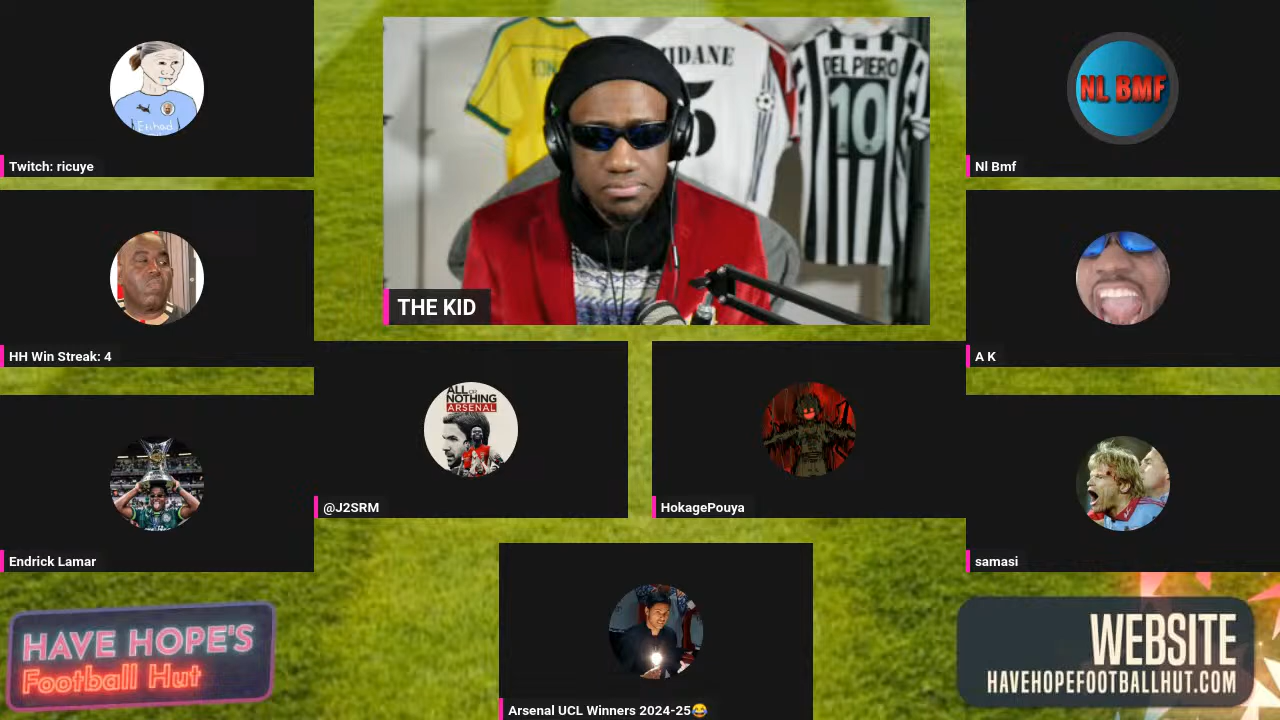 Etihad
Twitch: ricuye
IDANE
5
DEL PIERO
10
THE KID
NL BMF
Nl Bmf
HH Win Streak: 4
A K
ALL OR
NOTHING
ARSENAL
@J2SRM
HokagePouya
Endrick Lamar
samasi
HAVE HOPE'S
Football Hut
Arsenal UCL Winners 2024-25😂
WEBSITE
HAVEHOPEFOOTBALLHUT.COM